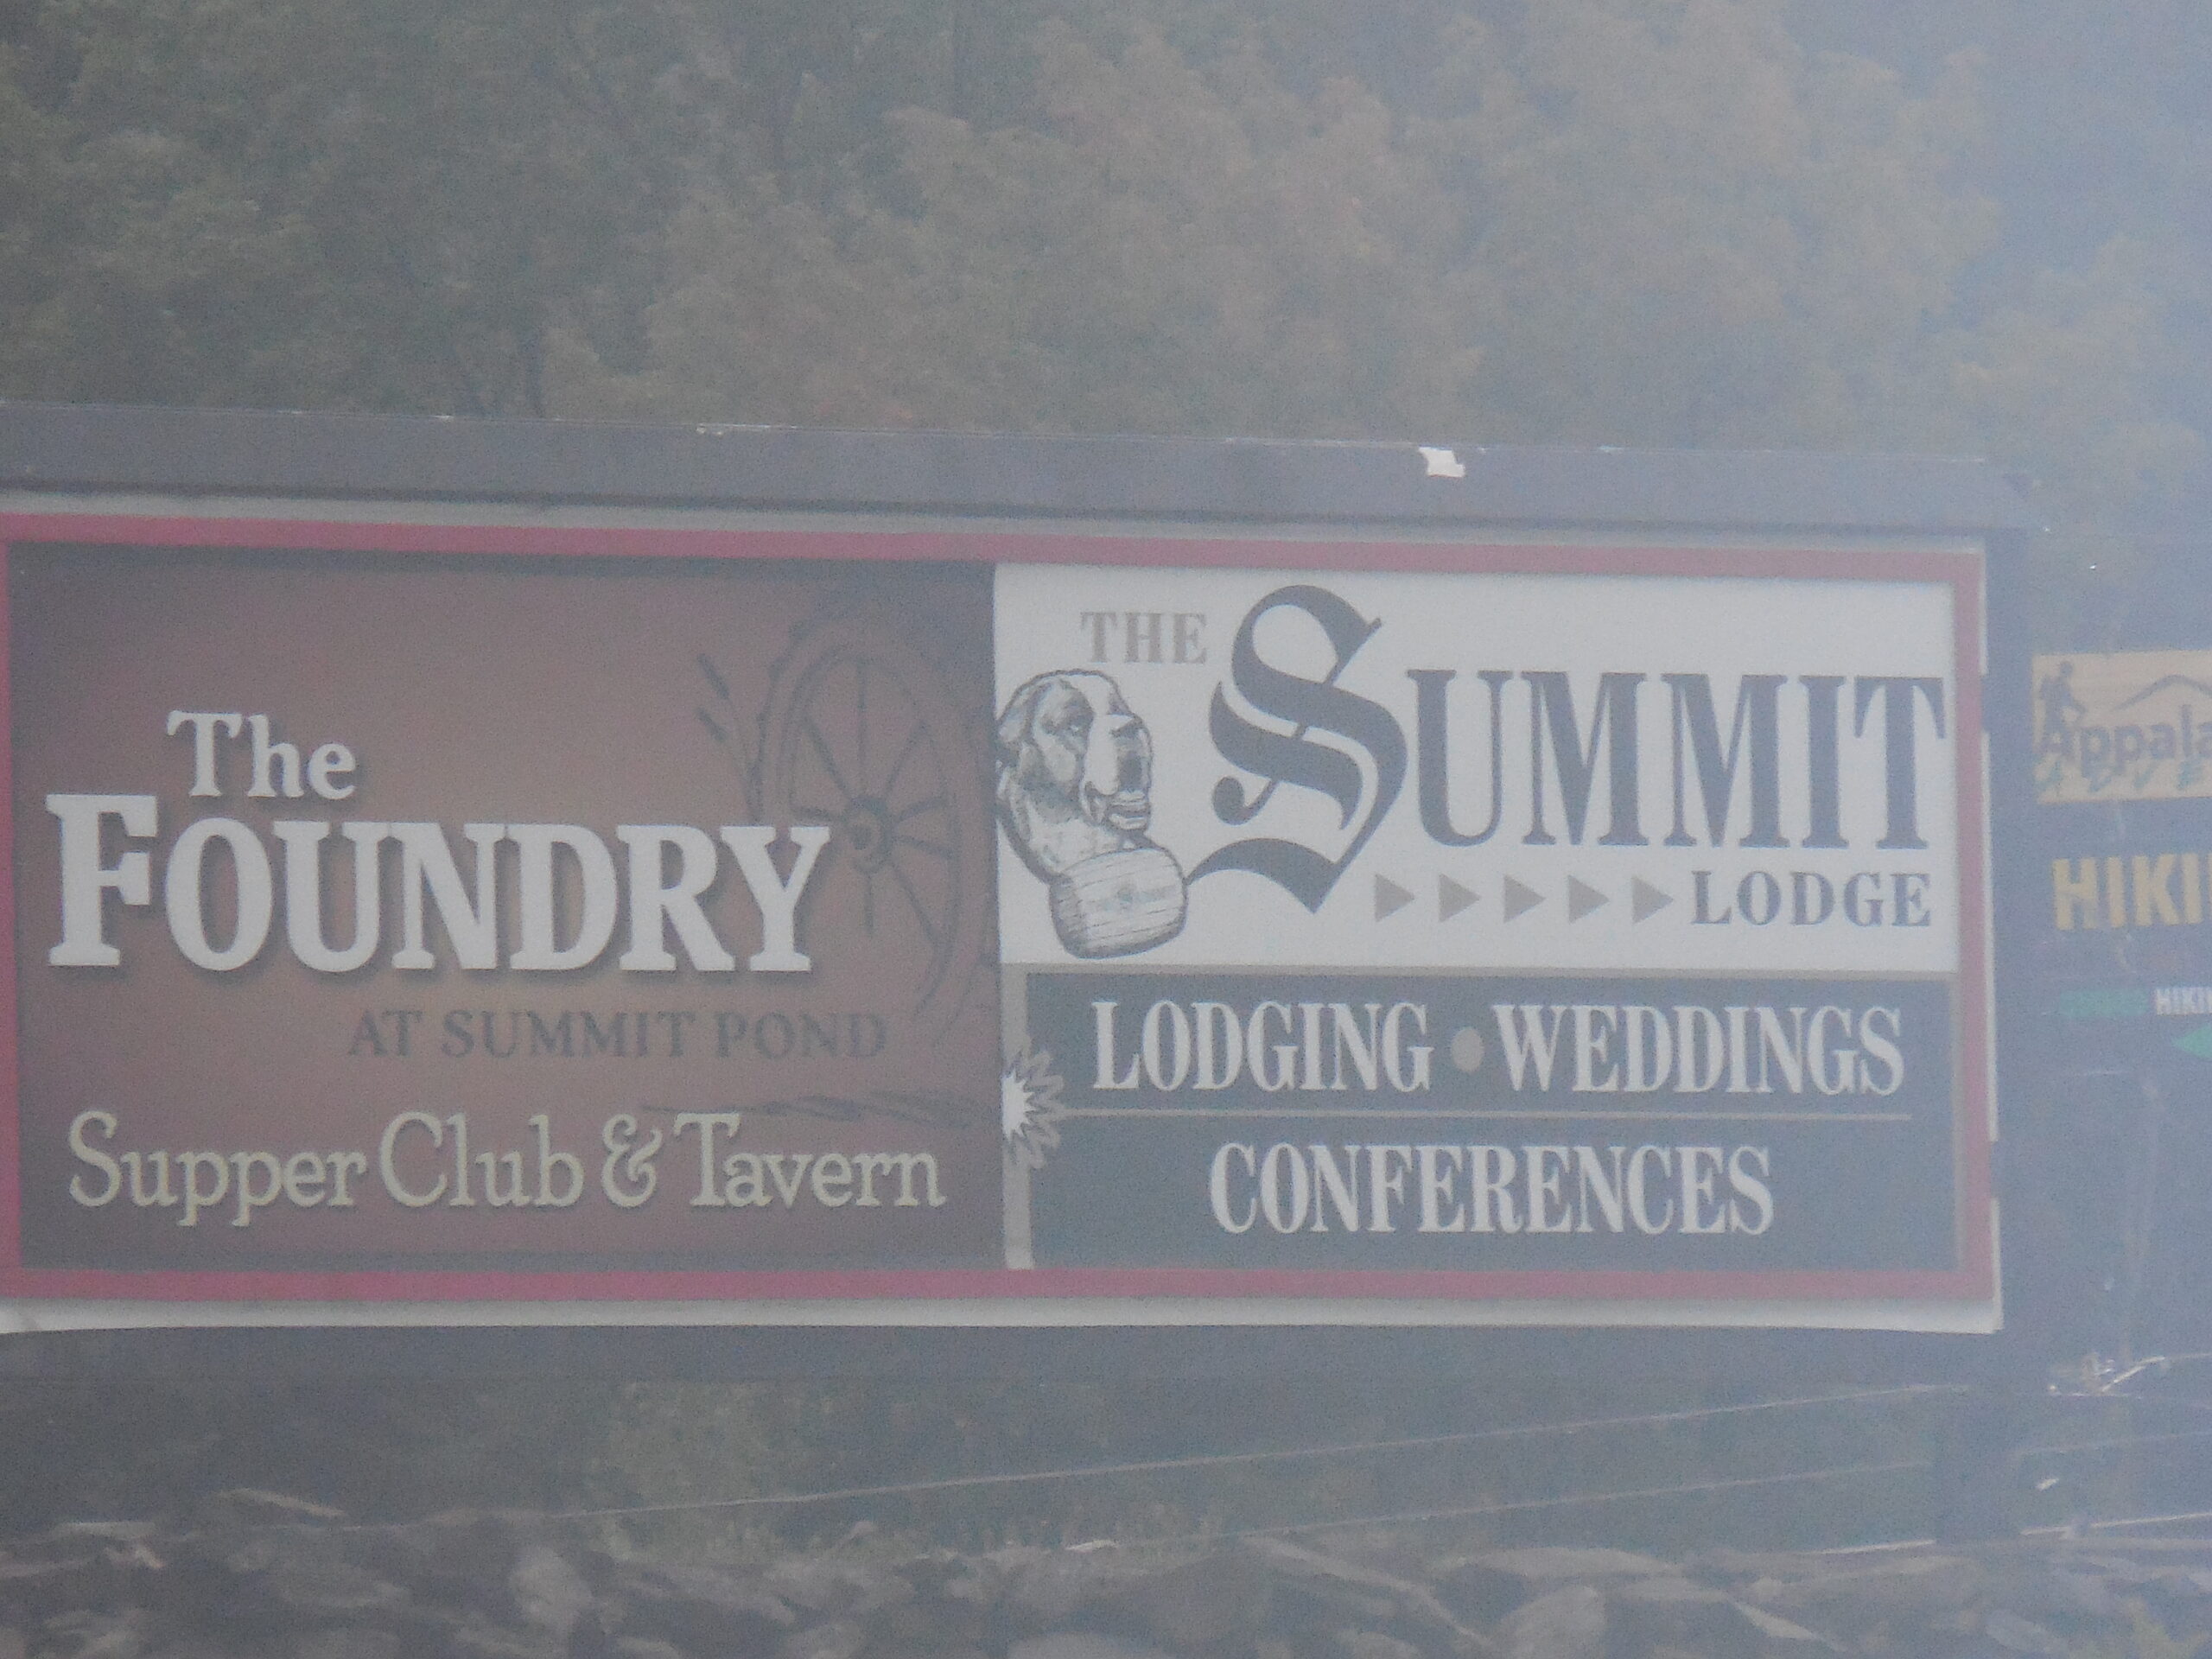 The
FOUNDRY
AT SUMMIT POND
Supper Club & Tavern
THE
SUMMIT
LODGE
LODGING • WEDDINGS
CONFERENCES